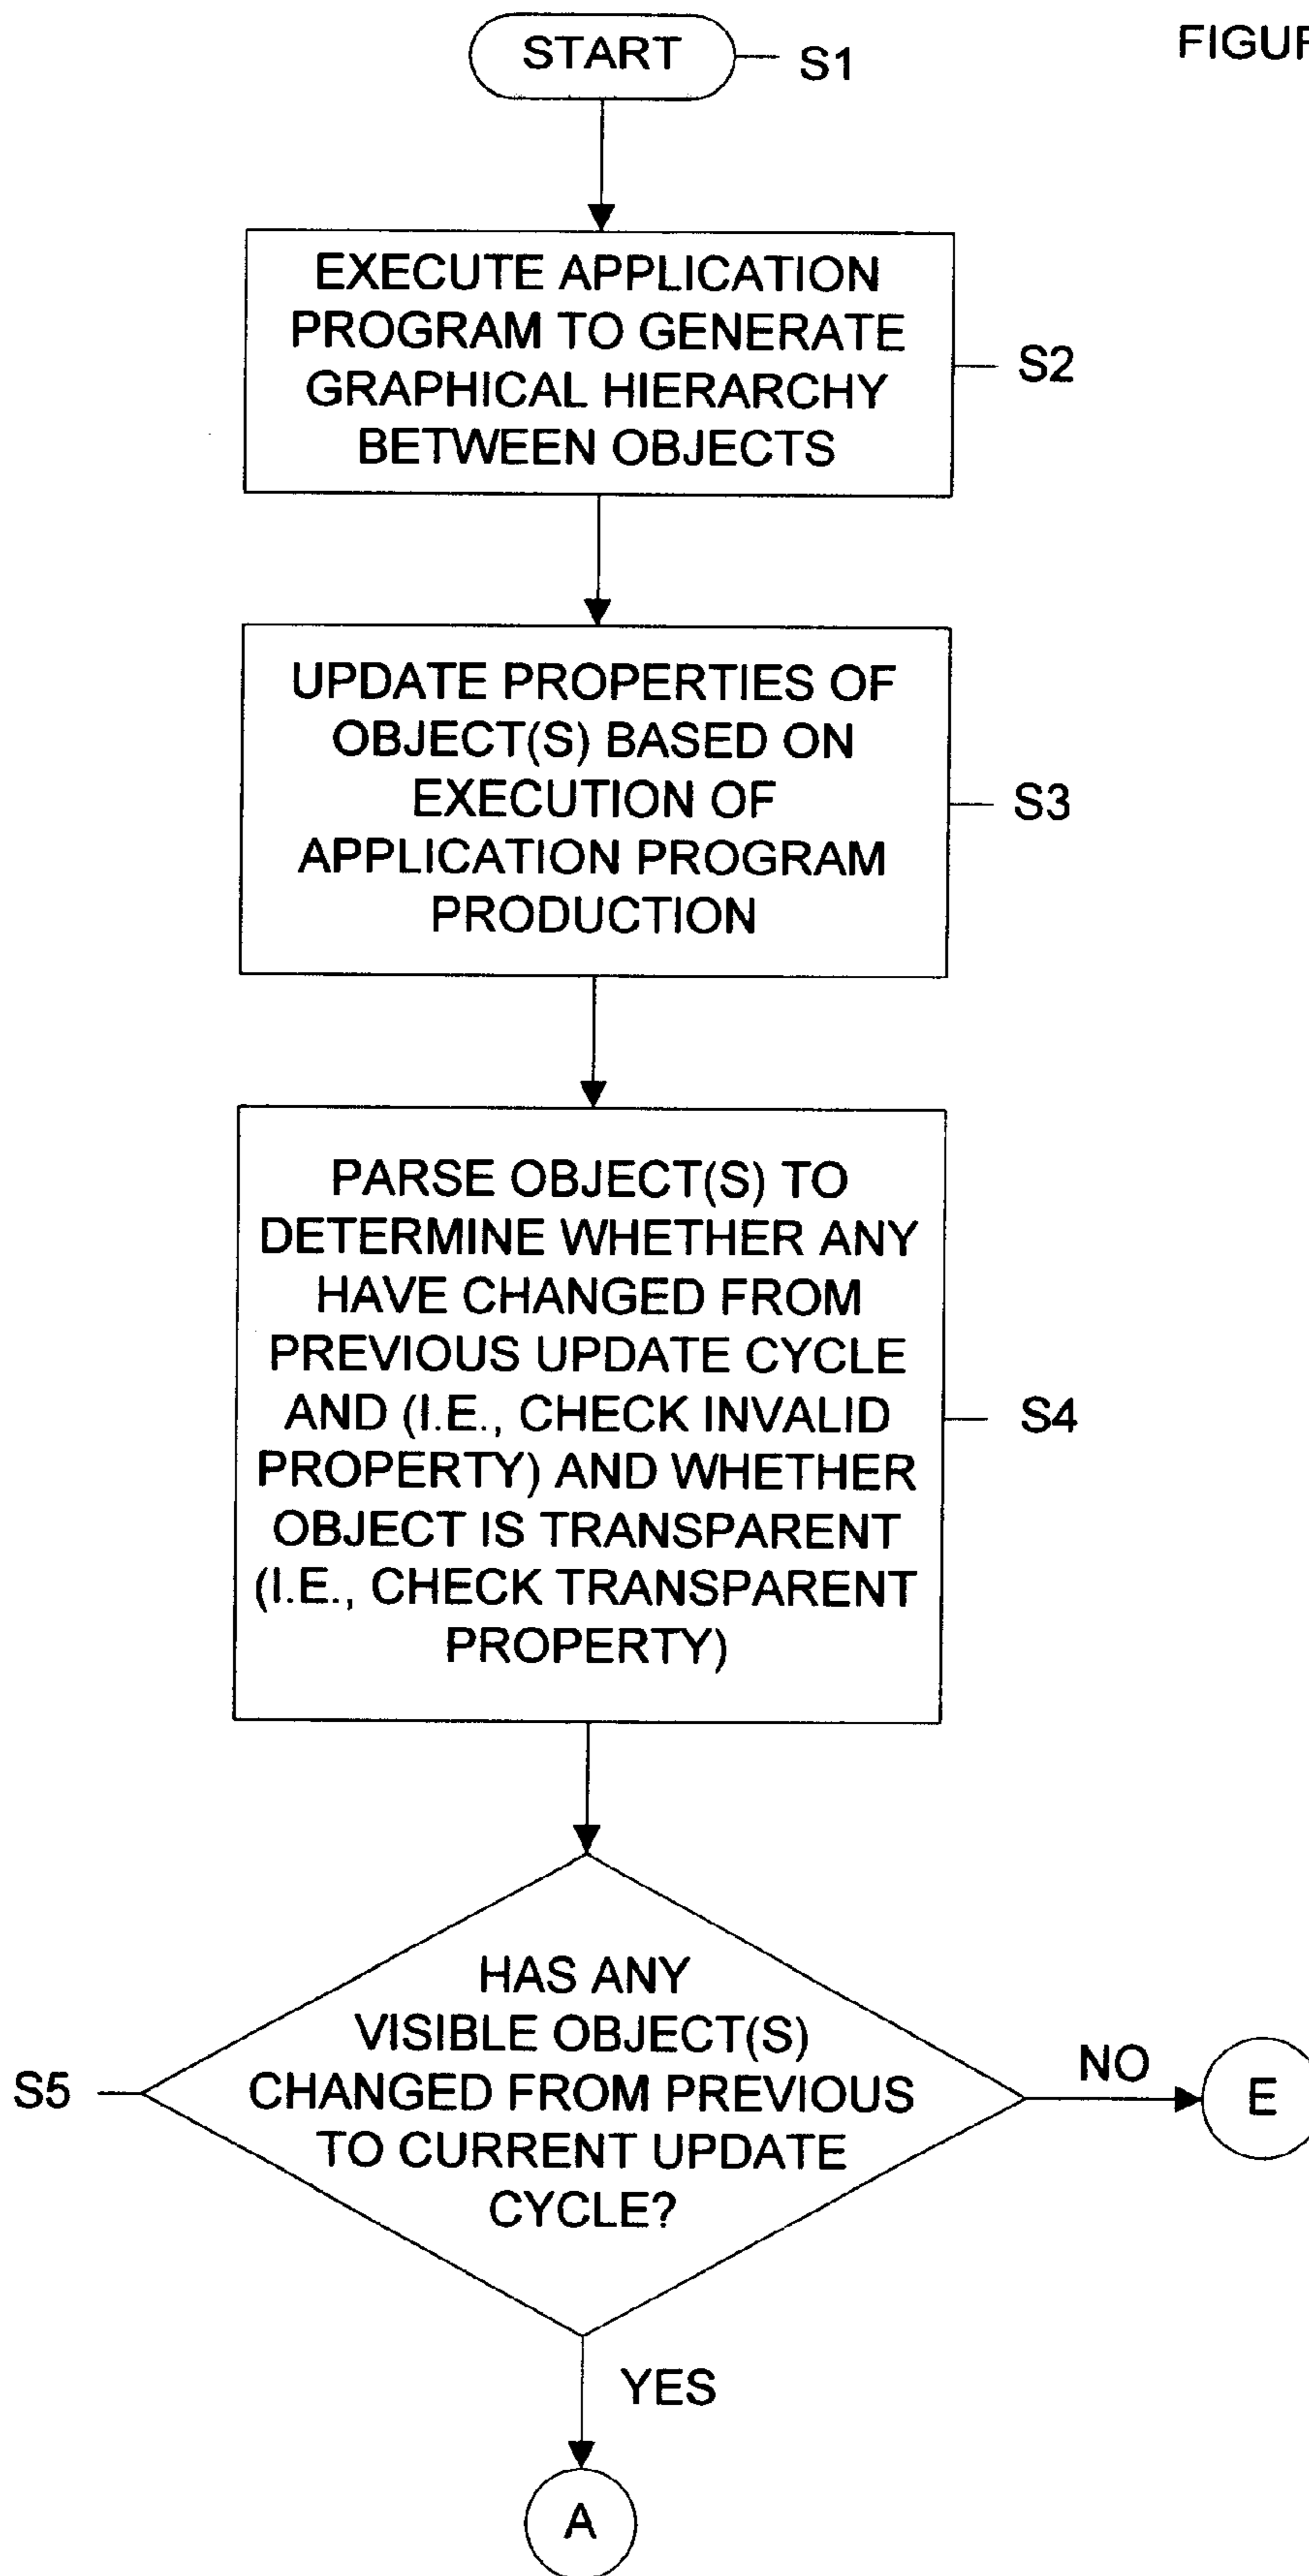 START
S1
FIGUR
EXECUTE APPLICATION
PROGRAM TO GENERATE
GRAPHICAL HIERARCHY
BETWEEN OBJECTS
S2
UPDATE PROPERTIES OF
OBJECT(S) BASED ON
EXECUTION OF
APPLICATION PROGRAM
PRODUCTION
S3
PARSE OBJECT(S) TO
DETERMINE WHETHER ANY
HAVE CHANGED FROM
PREVIOUS UPDATE CYCLE
AND (I.E., CHECK INVALID
PROPERTY) AND WHETHER
OBJECT IS TRANSPARENT
(I.E., CHECK TRANSPARENT
PROPERTY)
S4
HAS ANY
VISIBLE OBJECT(S)
CHANGED FROM PREVIOUS
TO CURRENT UPDATE
CYCLE?
S5
NO
E
YES
A